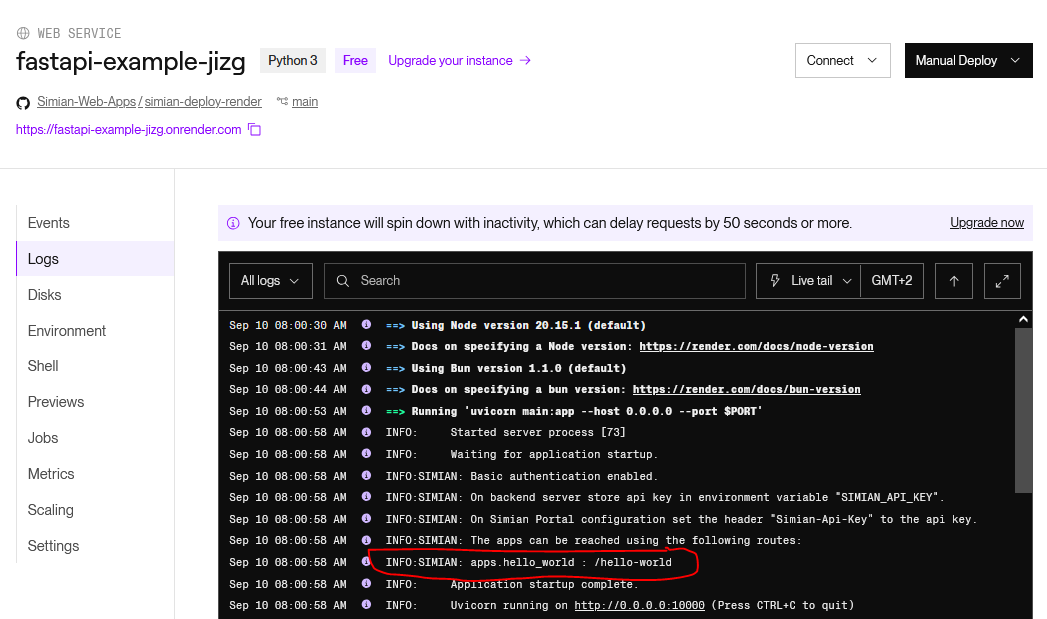 WEB SERVICE
fastapi-example-jizg Python 3 Free Upgrade your instance → Connect Manual Deploy
Simian-Web-Apps / simian-deploy-render main
https://fastapi-example-jizg.onrender.com
Events
Logs
Disks
Environment
Shell
Previews
Jobs
Metrics
Scaling
Settings
Your free instance will spin down with inactivity, which can delay requests by 50 seconds or more. Upgrade now
All logs Search Live tail GMT+2
Sep 10 08:00:30 AM ==> Using Node version 20.15.1 (default)
Sep 10 08:00:31 AM ==> Docs on specifying a Node version: https://render.com/docs/node-version
Sep 10 08:00:43 AM ==> Using Bun version 1.1.0 (default)
Sep 10 08:00:44 AM ==> Docs on specifying a bun version: https://render.com/docs/bun-version
Sep 10 08:00:53 AM ==> Running 'uvicorn main:app --host 0.0.0.0 --port $PORT'
Sep 10 08:00:58 AM INFO: Started server process [73]
Sep 10 08:00:58 AM INFO: Waiting for application startup.
Sep 10 08:00:58 AM INFO:SIMIAN: Basic authentication enabled.
Sep 10 08:00:58 AM INFO:SIMIAN: On backend server store api key in environment variable "SIMIAN_API_KEY".
Sep 10 08:00:58 AM INFO:SIMIAN: On Simian Portal configuration set the header "Simian-Api-Key" to the api key.
Sep 10 08:00:58 AM INFO:SIMIAN: The apps can be reached using the following routes:
Sep 10 08:00:58 AM INFO:SIMIAN: apps.hello_world : /hello-world
Sep 10 08:00:58 AM INFO: Application startup complete.
Sep 10 08:00:58 AM INFO: Uvicorn running on http://0.0.0.0:10000 (Press CTRL+C to quit)